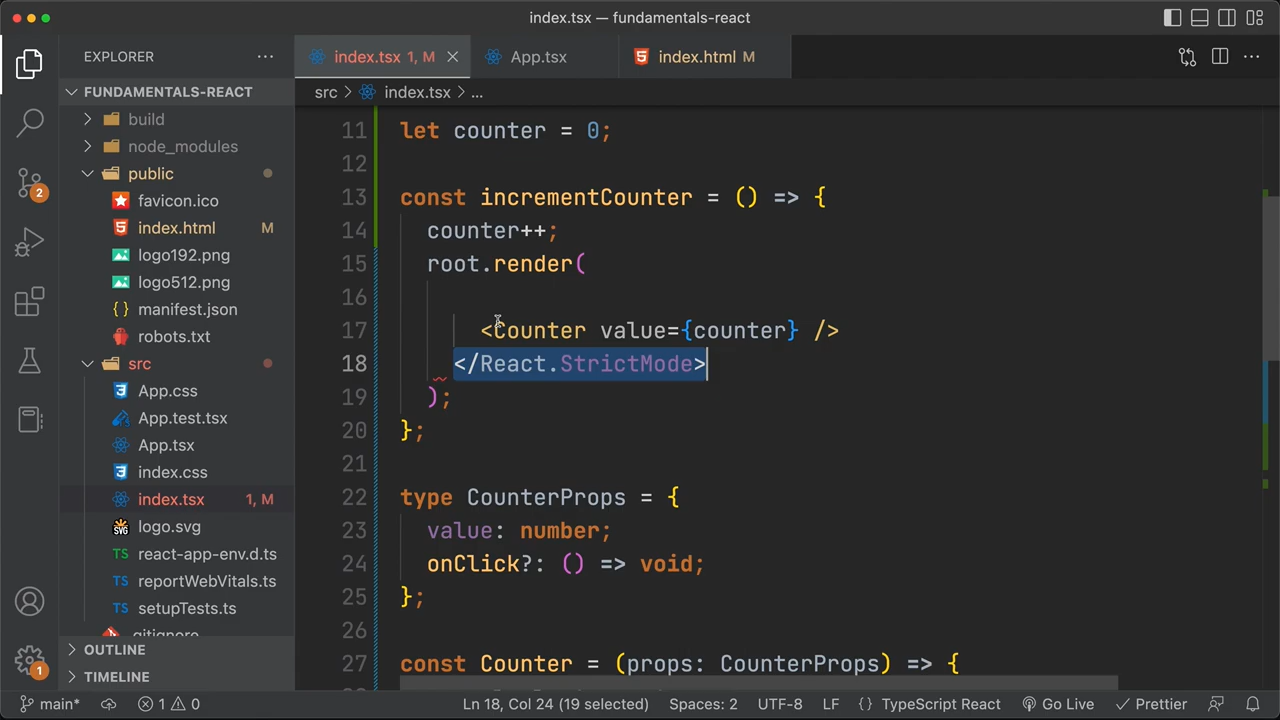 index.tsx — fundamentals-react
EXPLORER
FUNDAMENTALS-REACT
build
node_modules
public
favicon.ico
index.html M
logo192.png
logo512.png
manifest.json
robots.txt
src
App.css
App.test.tsx
App.tsx
index.css
index.tsx 1, M
logo.svg
react-app-env.d.ts
reportWebVitals.ts
setupTests.ts
.gitignore
OUTLINE
TIMELINE
2
1
index.tsx 1, M
App.tsx
index.html M
src > index.tsx > ...
11 let counter = 0;
12
13 const incrementCounter = () => {
14 counter++;
15 root.render(
16
17 <Counter value={counter} />
18 </React.StrictMode>
19 );
20 };
21
22 type CounterProps = {
23 value: number;
24 onClick?: () => void;
25 };
26
27 const Counter = (props: CounterProps) => {
main* 1 0 Ln 18, Col 24 (19 selected) Spaces: 2 UTF-8 LF {} TypeScript React Go Live Prettier